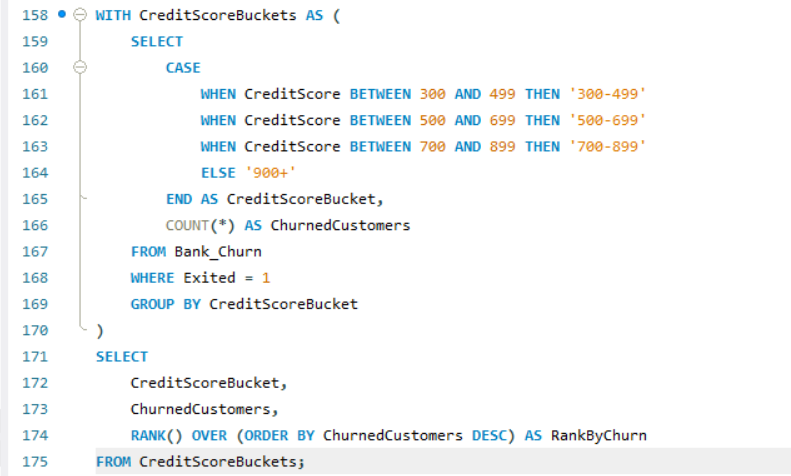 158 WITH CreditScoreBuckets AS (
159 SELECT
160 CASE
161 WHEN CreditScore BETWEEN 300 AND 499 THEN '300-499'
162 WHEN CreditScore BETWEEN 500 AND 699 THEN '500-699'
163 WHEN CreditScore BETWEEN 700 AND 899 THEN '700-899'
164 ELSE '900+'
165 END AS CreditScoreBucket,
166 COUNT(*) AS ChurnedCustomers
167 FROM Bank_Churn
168 WHERE Exited = 1
169 GROUP BY CreditScoreBucket
170 )
171 SELECT
172 CreditScoreBucket,
173 ChurnedCustomers,
174 RANK() OVER (ORDER BY ChurnedCustomers DESC) AS RankByChurn
175 FROM CreditScoreBuckets;